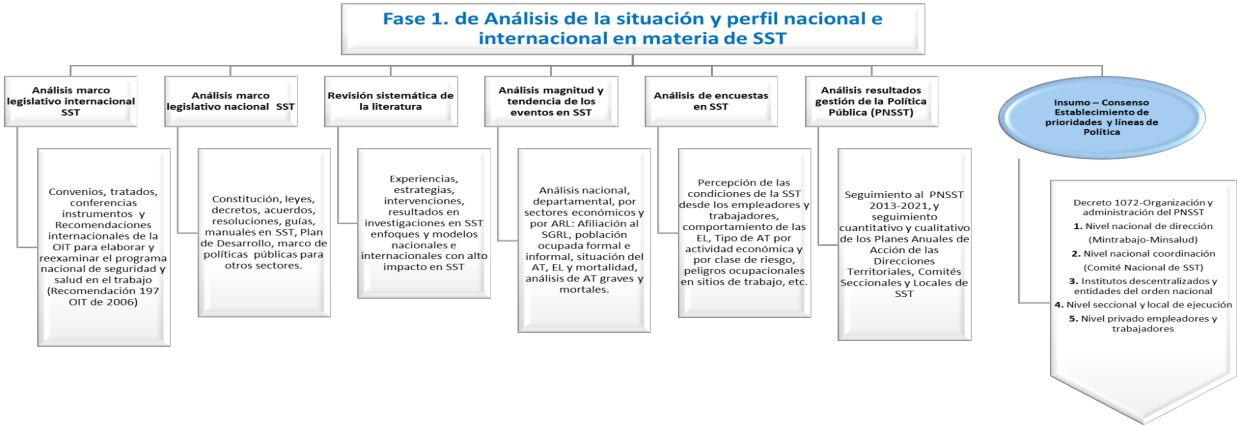 Fase 1. de Análisis de la situación y perfil nacional e
internacional en materia de SST
Análisis marco
legislativo internacional
SST
Convenios, tratados,
conferencias
instrumentos y
Recomendaciones
internacionales de la
OIT para elaborar y
reexaminar el programa
nacional de seguridad y
salud en el trabajo
(Recomendación 197
OIT de 2006)
Análisis marco
legislativo nacional SST
Constitución, leyes,
decretos, acuerdos,
resoluciones, guías,
manuales en SST, Plan
de Desarrollo, marco de
políticas públicas para
otros sectores.
Revisión sistemática de
la literatura
Experiencias,
estrategias,
intervenciones,
resultados en
investigaciones en SST
enfoques y modelos
nacionales e
internacionales con alto
impacto en SST
Análisis magnitud y
tendencia de los
eventos en SST
Análisis nacional,
departamental, por
sectores económicos y
por ARL: Afiliación al
SGRL, población
ocupada formal e
informal, situación del
AT, EL y mortalidad,
análisis de AT graves y
mortales.
Análisis de encuestas
en SST
Percepción de las
condiciones de la SST
desde los empleadores y
trabajadores,
comportamiento de las
EL, Tipo de AT por
actividad económica y
por clase de riesgo,
peligros ocupacionales
en sitios de trabajo, etc.
Análisis resultados
gestión de la Política
Pública (PNSST)
Seguimiento al PNSST
2013-2021, y
seguimiento
cuantitativo y cualitativo
de los Planes Anuales de
Acción de las
Direcciones
Territoriales, Comités
Seccionales y Locales de
SST
Insumo – Consenso
Establecimiento de
prioridades y líneas de
Política
Decreto 1072-Organización y
administración del PNSST
1. Nivel nacional de dirección
(Mintrabajo-Minsalud)
2. Nivel nacional coordinación
(Comité Nacional de SST)
3. Institutos descentralizados y
entidades del orden nacional
4. Nivel seccional y local de ejecución
5. Nivel privado empleadores y
trabajadores